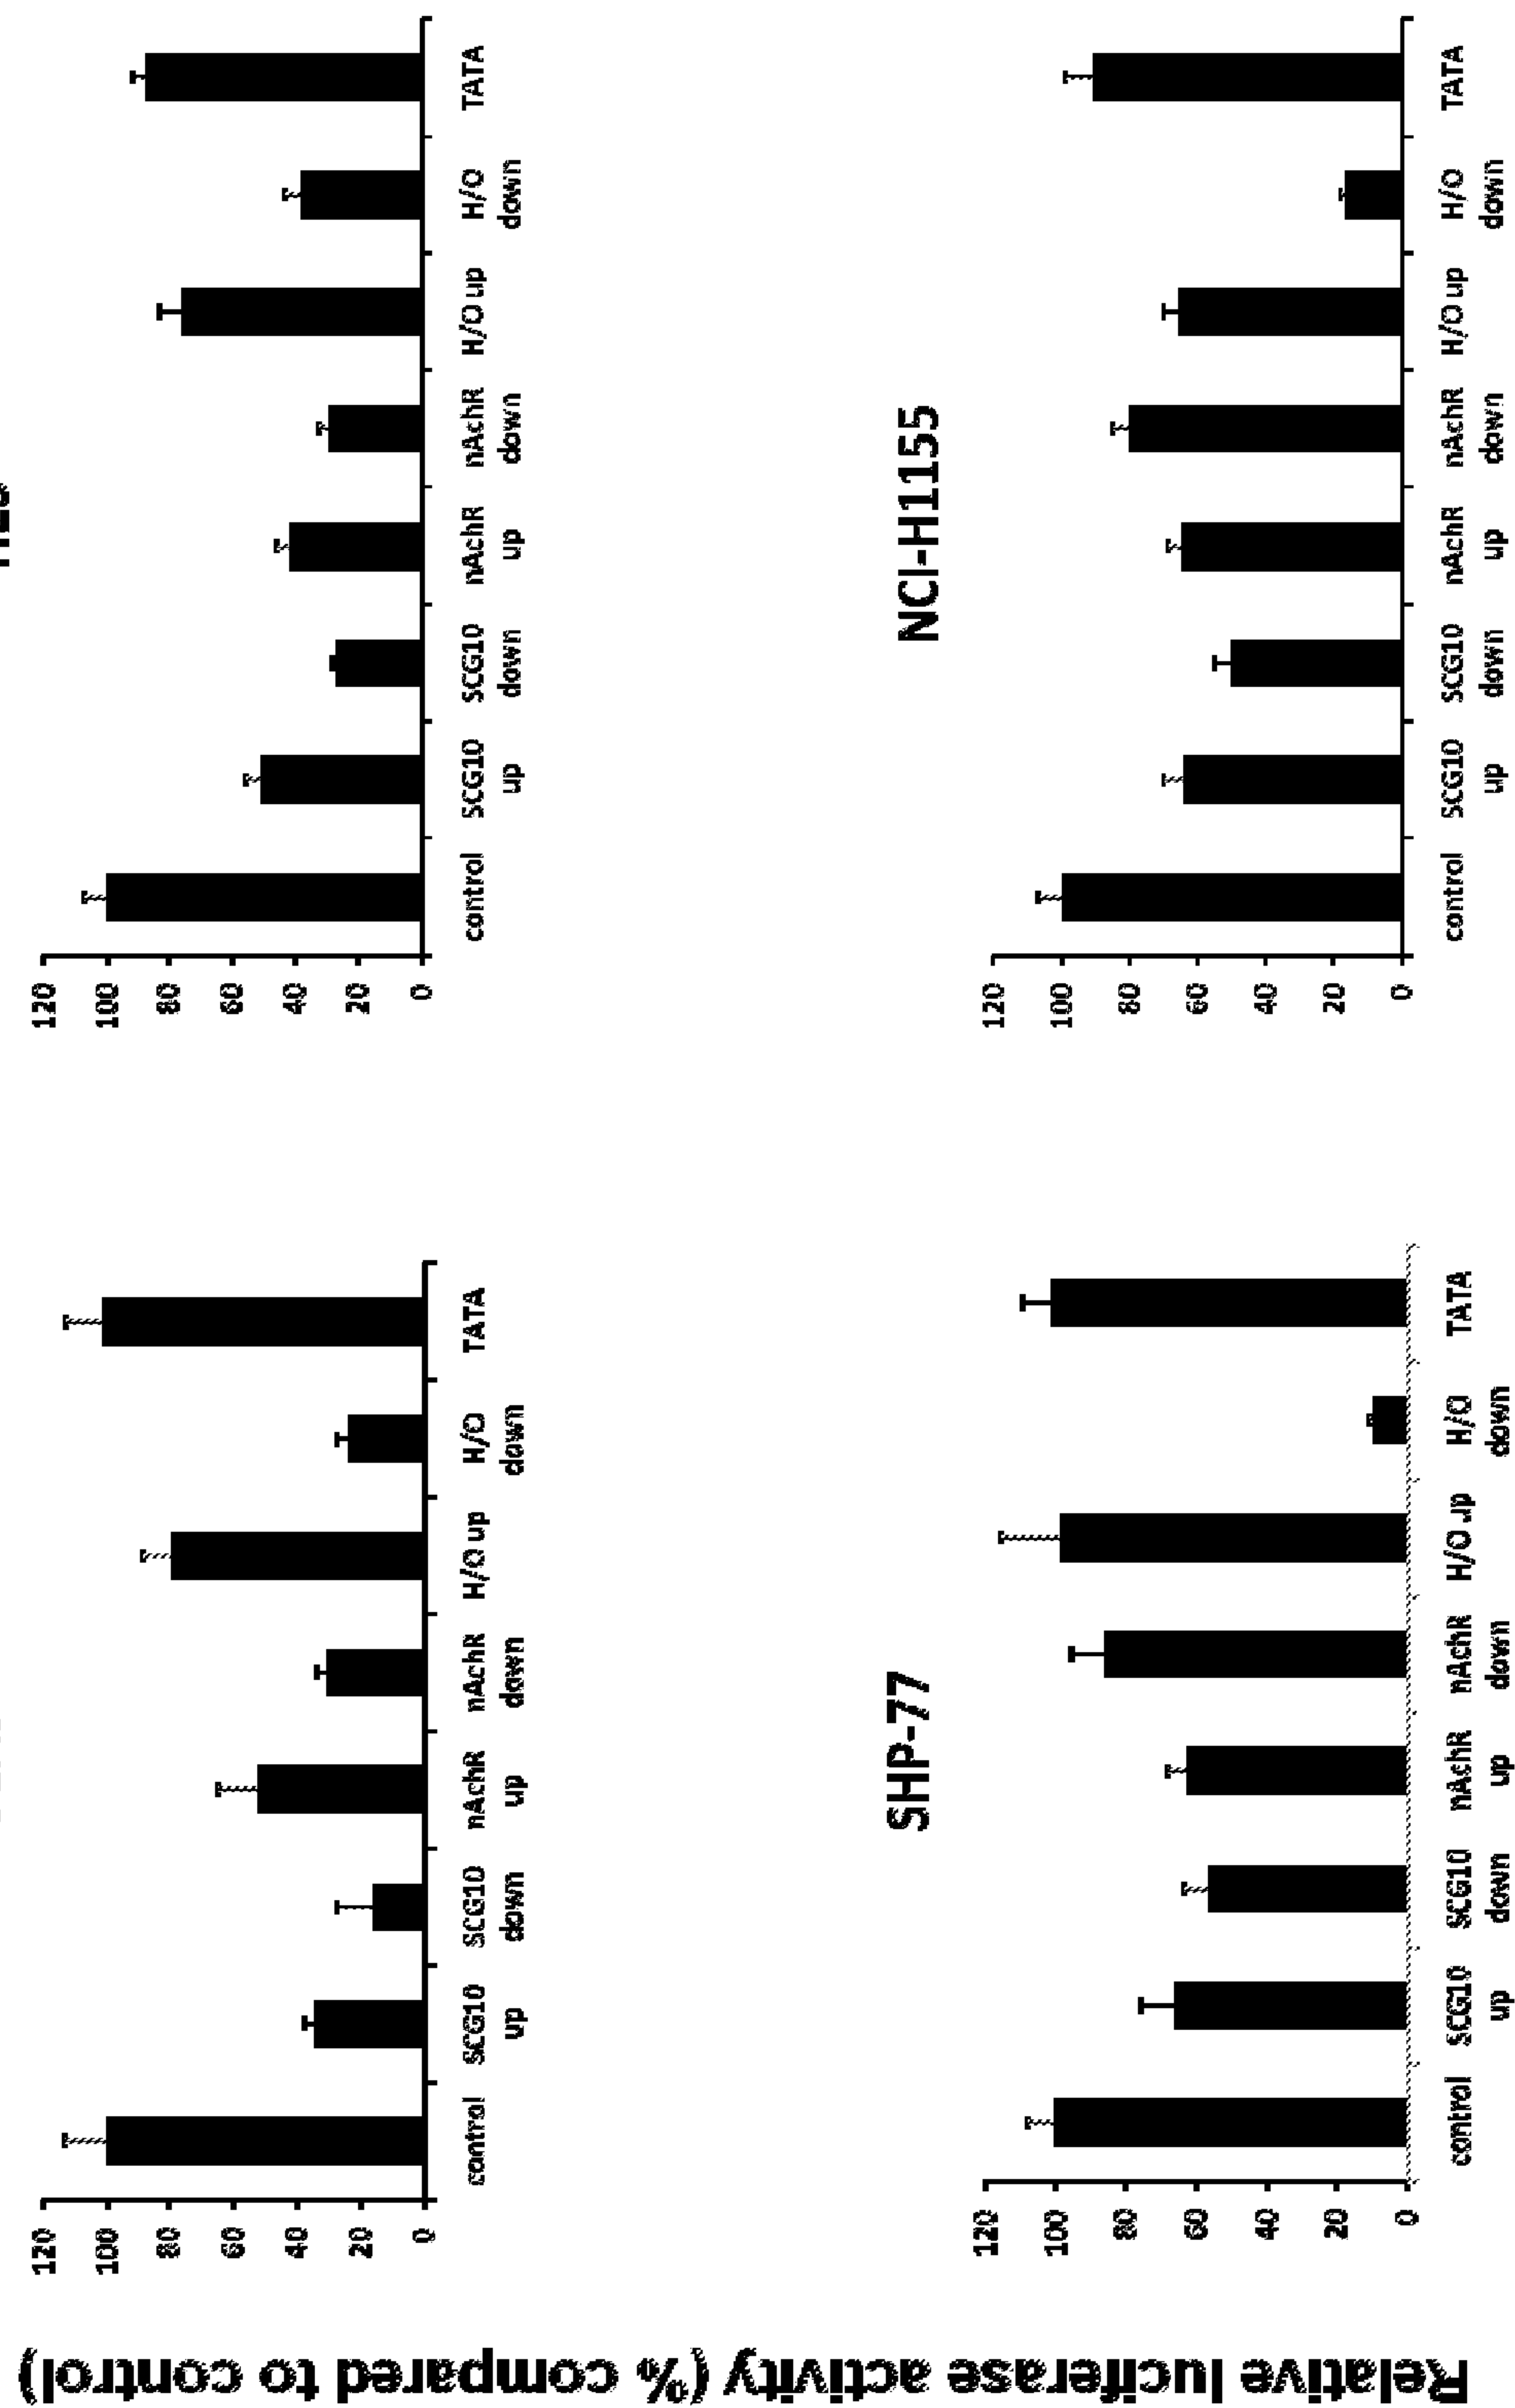 Relative luciferase activity (% compared to control)
120
100
80
60
40
20
0
control SCG10 SCG10 nAchR nAchR H/O up H/O TATA
up down up down down
120
100
80
60
40
20
0
control SCG10 SCG10 nAchR nAchR H/O up H/O TATA
up down up down down
SHP-77
120
100
80
60
40
20
0
control SCG10 SCG10 nAchR nAchR H/O up H/O TATA
up down up down down
NCI-H1155
120
100
80
60
40
20
0
control SCG10 SCG10 nAchR nAchR H/O up H/O TATA
up down up down down